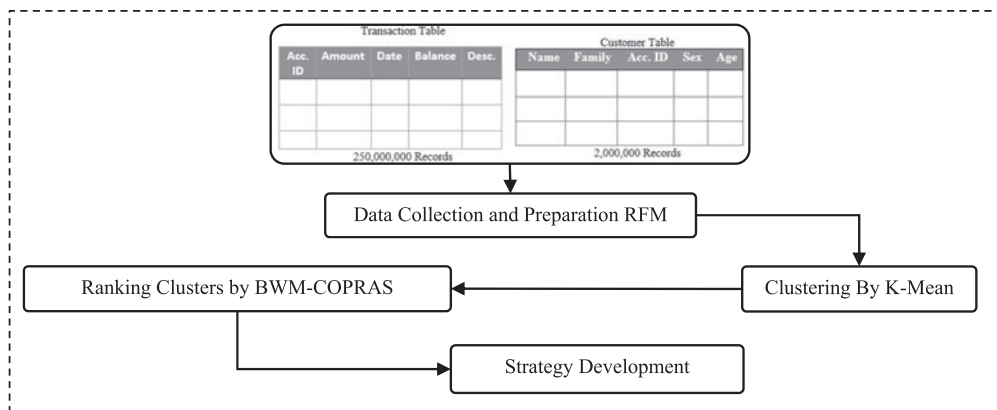 Transaction Table
Acc. ID Amount Date Balance Desc.
250,000,000 Records
Customer Table
Name Family Acc. ID Sex Age
2,000,000 Records
Data Collection and Preparation RFM
Clustering By K-Mean
Ranking Clusters by BWM-COPRAS
Strategy Development